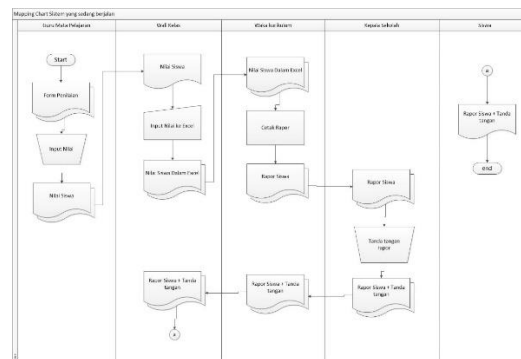 Mapping Chart Sistem yang sedang berjalan
Guru Mata Pelajaran
Wali Kelas
Waka Kurikulum
Kepala Sekolah
Siswa
Start
Form Penilaian
Input Nilai
Nilai Siswa
Nilai Siswa
Input Nilai ke Excel
Nilai Siswa Dalam Excel
Nilai Siswa Dalam Excel
Cetak Rapor
Rapor Siswa
Rapor Siswa
Tanda tangan
rapor
Rapor Siswa + Tanda
tangan
Rapor Siswa + Tanda
tangan
Rapor Siswa + Tanda
tangan
a
a
Rapor Siswa + Tanda
tangan
end